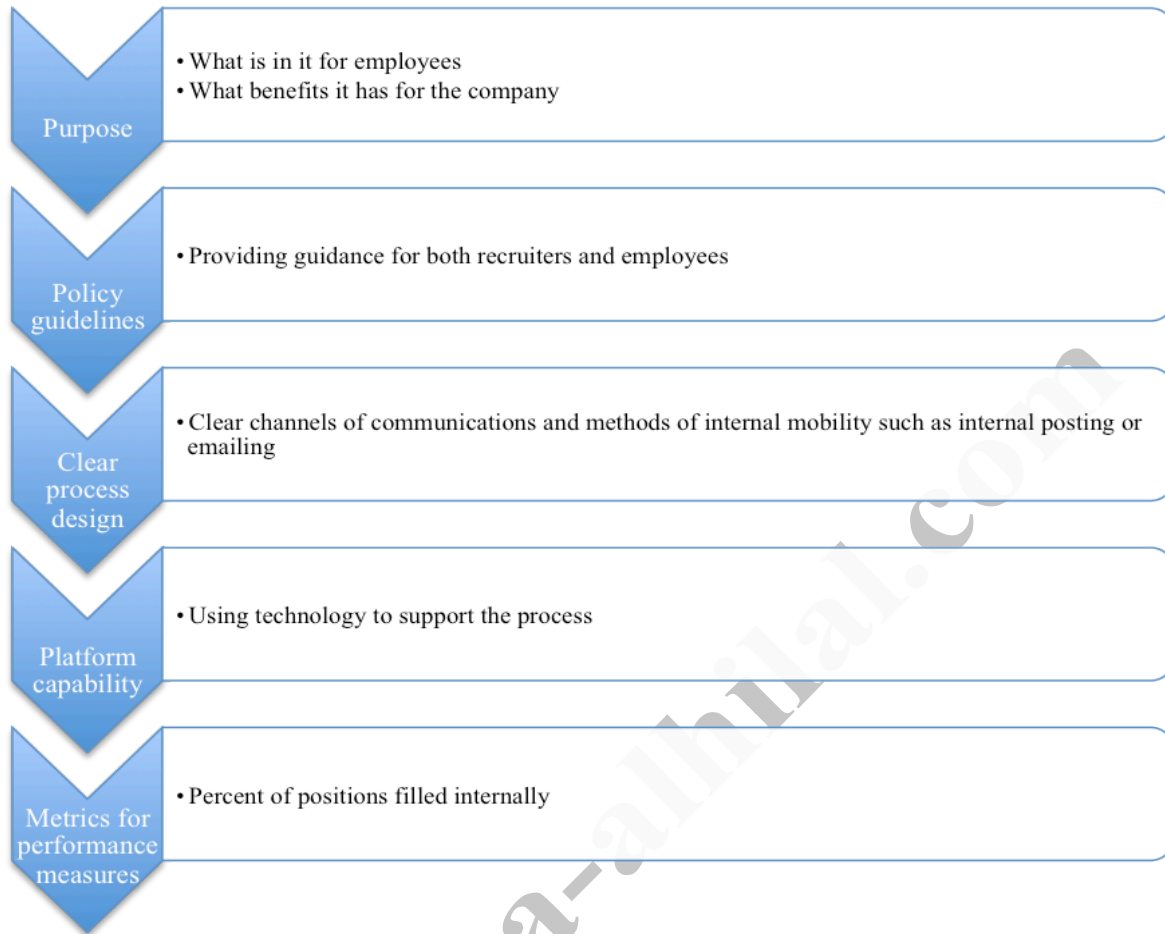 Purpose
• What is in it for employees
• What benefits it has for the company
Policy
guidelines
• Providing guidance for both recruiters and employees
Clear
process
design
• Clear channels of communications and methods of internal mobility such as internal posting or
emailing
Platform
capability
• Using technology to support the process
Metrics for
performance
measures
• Percent of positions filled internally
a-alhilal.com